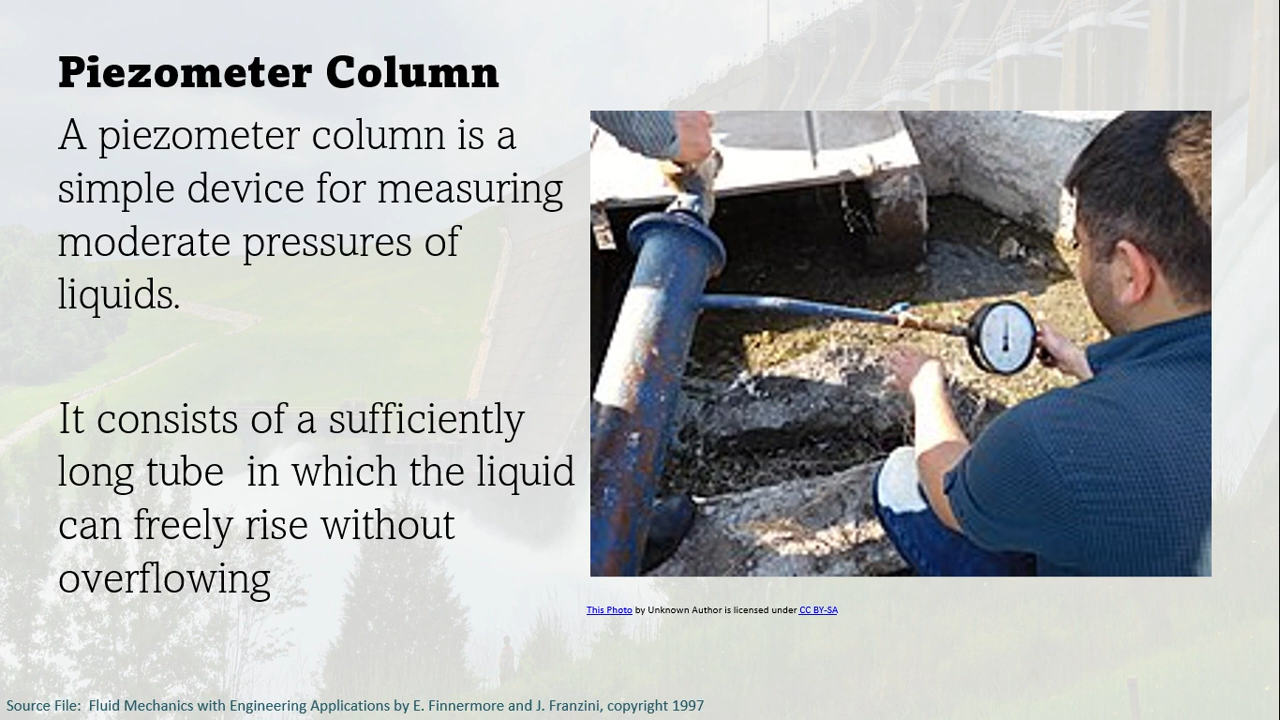 Piezometer Column
A piezometer column is a
simple device for measuring
moderate pressures of
liquids.
It consists of a sufficiently
long tube  in which the liquid
can freely rise without
overflowing
This Photo by Unknown Author is licensed under CC BY-SA
Source File:  Fluid Mechanics with Engineering Applications by E. Finnermore and J. Franzini, copyright 1997